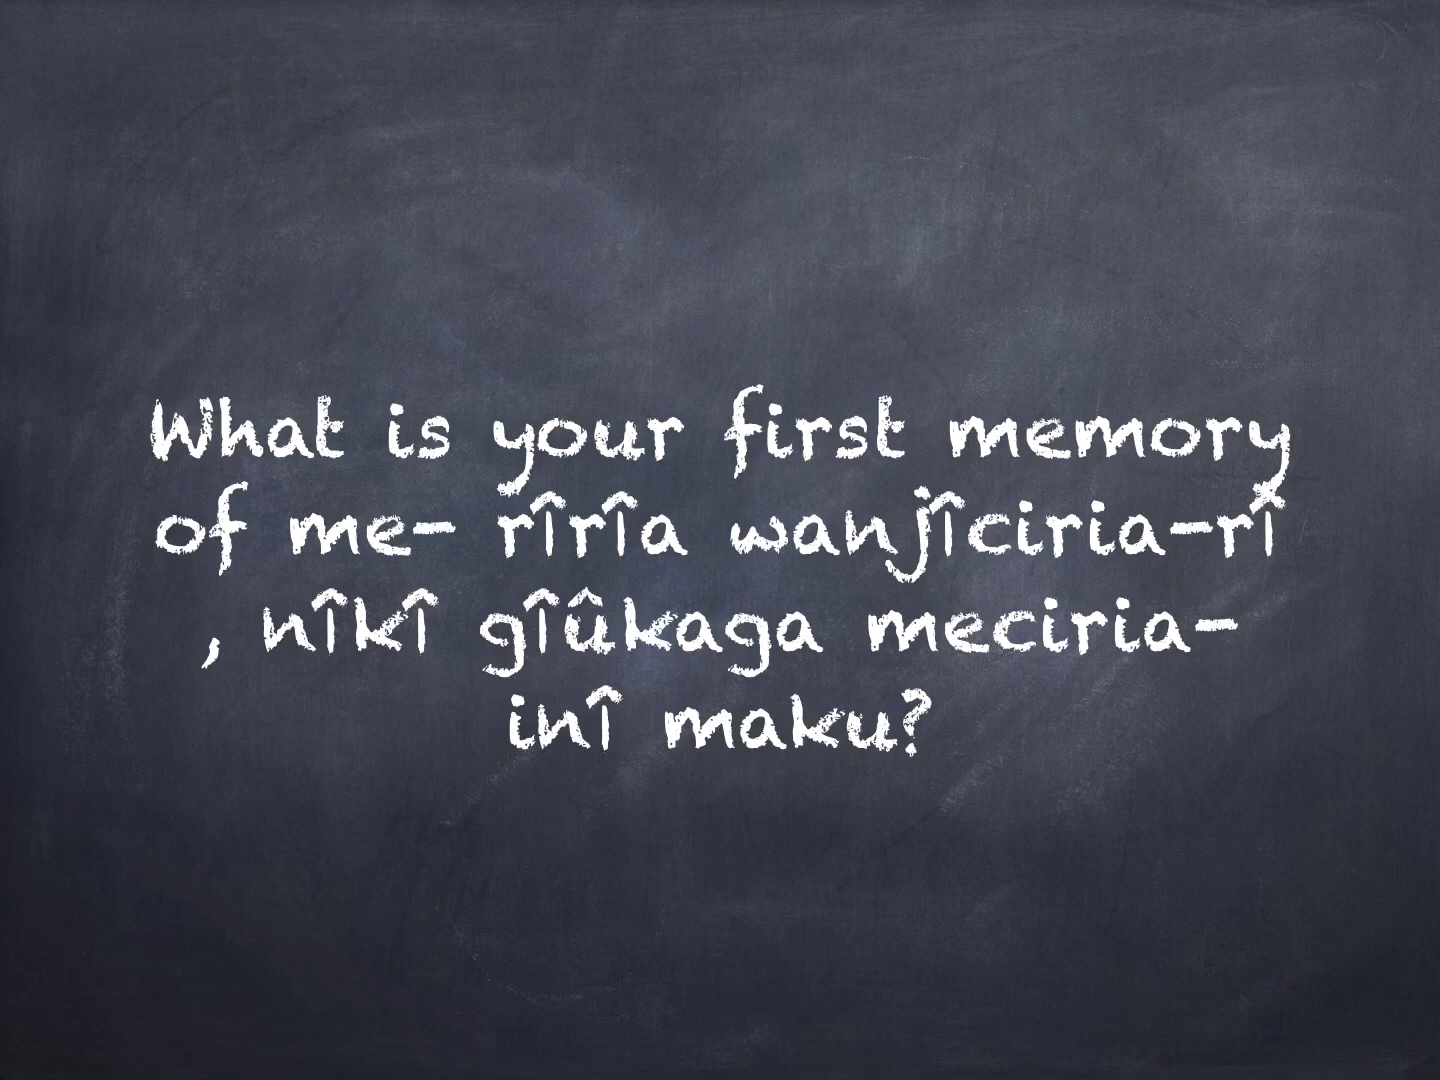 What is your first memory
of me- rîrîa wanjîciria-rî
, nîkî gîûkaga meciria-
inî maku?